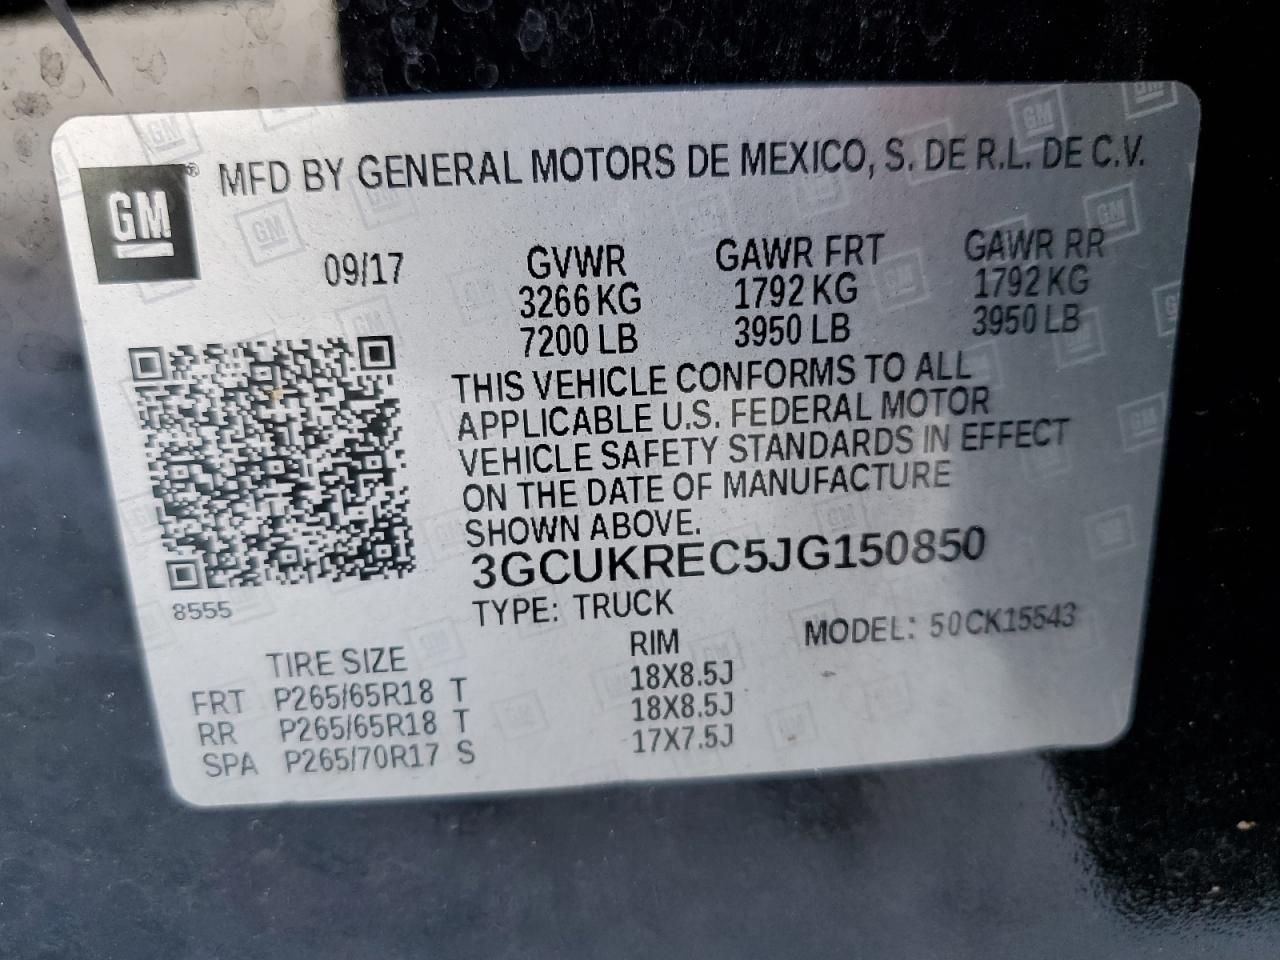 GM ® MFD BY GENERAL MOTORS DE MEXICO, S. DE R.L. DE C.V.
09/17 GVWR GAWR FRT GAWR RR
3266 KG 1792 KG 1792 KG
7200 LB 3950 LB 3950 LB
THIS VEHICLE CONFORMS TO ALL
APPLICABLE U.S. FEDERAL MOTOR
VEHICLE SAFETY STANDARDS IN EFFECT
ON THE DATE OF MANUFACTURE
SHOWN ABOVE.
3GCUKREC5JG150850
8555
TYPE: TRUCK MODEL: 50CK15543
TIRE SIZE RIM
FRT P265/65R18 T 18X8.5J
RR P265/65R18 T 18X8.5J
SPA P265/70R17 S 17X7.5J